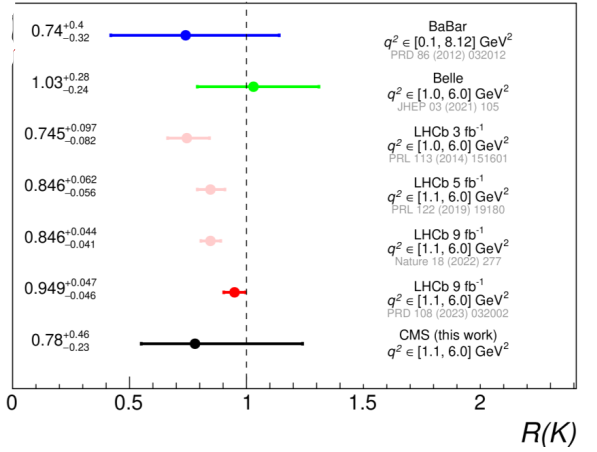 0.74+0.4−0.32
BaBar
q² ∈ [0.1, 8.12] GeV²
PRD 86 (2012) 032012
1.03+0.28−0.24
Belle
q² ∈ [1.0, 6.0] GeV²
JHEP 03 (2021) 105
0.745+0.097−0.082
LHCb 3 fb⁻¹
q² ∈ [1.0, 6.0] GeV²
PRL 113 (2014) 151601
0.846+0.062−0.056
LHCb 5 fb⁻¹
q² ∈ [1.1, 6.0] GeV²
PRL 122 (2019) 19180
0.846+0.044−0.041
LHCb 9 fb⁻¹
q² ∈ [1.1, 6.0] GeV²
Nature 18 (2022) 277
0.949+0.047−0.046
LHCb 9 fb⁻¹
q² ∈ [1.1, 6.0] GeV²
PRD 108 (2023) 032002
0.78+0.46−0.23
CMS (this work)
q² ∈ [1.1, 6.0] GeV²
0 0.5 1 1.5 2
R(K)